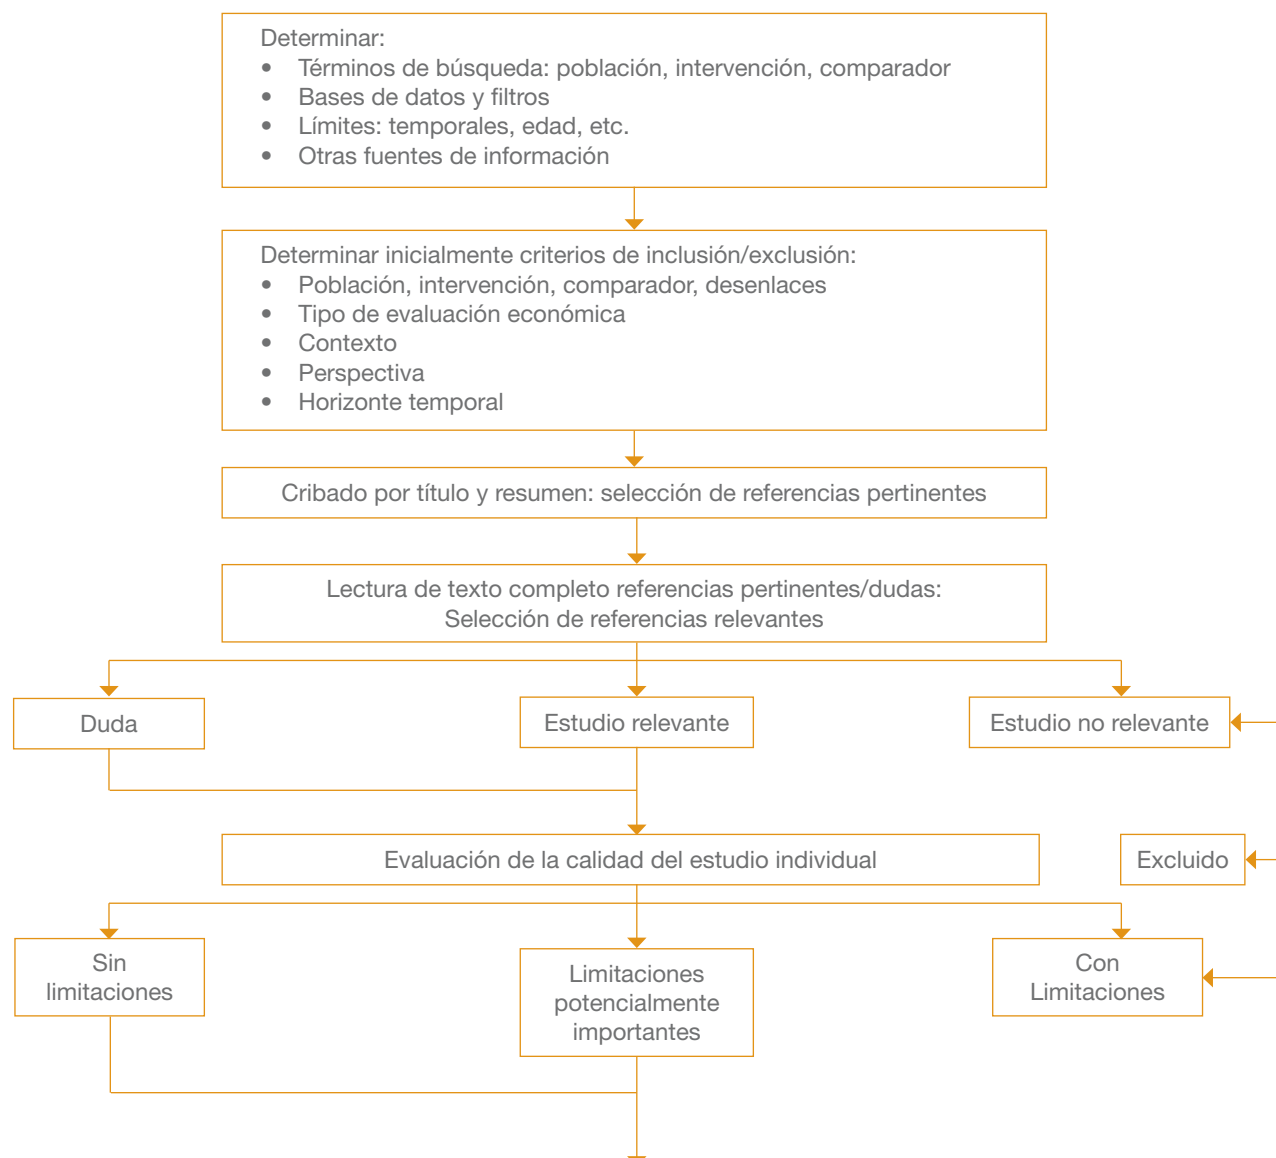 Determinar:
• Términos de búsqueda: población, intervención, comparador
• Bases de datos y filtros
• Límites: temporales, edad, etc.
• Otras fuentes de información
Determinar inicialmente criterios de inclusión/exclusión:
• Población, intervención, comparador, desenlaces
• Tipo de evaluación económica
• Contexto
• Perspectiva
• Horizonte temporal
Cribado por título y resumen: selección de referencias pertinentes
Lectura de texto completo referencias pertinentes/dudas:
Selección de referencias relevantes
Duda
Estudio relevante
Estudio no relevante
Evaluación de la calidad del estudio individual
Excluido
Sin
limitaciones
Limitaciones
potencialmente
importantes
Con
Limitaciones